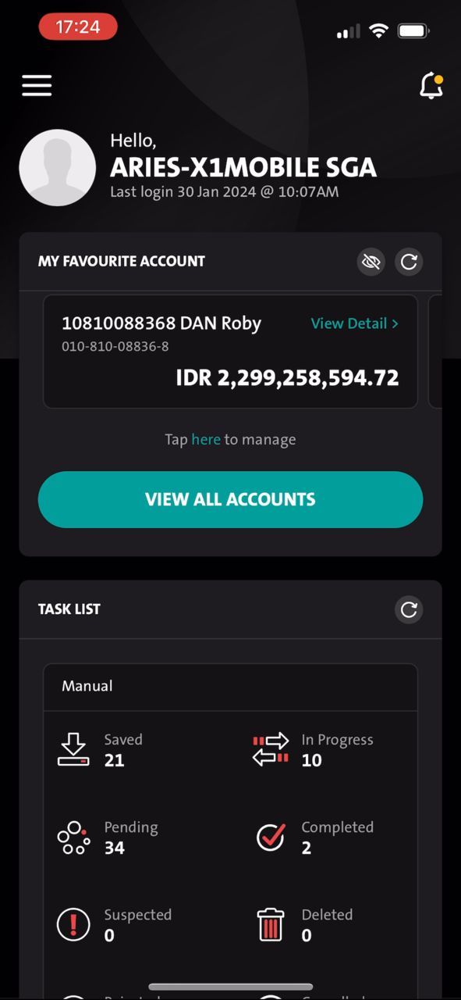 17:24
Hello,
ARIES-X1MOBILE SGA
Last login 30 Jan 2024 @ 10:07AM
MY FAVOURITE ACCOUNT
10810088368 DAN Roby
View Detail >
010-810-08836-8
IDR 2,299,258,594.72
Tap here to manage
VIEW ALL ACCOUNTS
TASK LIST
Manual
Saved
21
In Progress
10
Pending
34
Completed
2
Suspected
0
Deleted
0